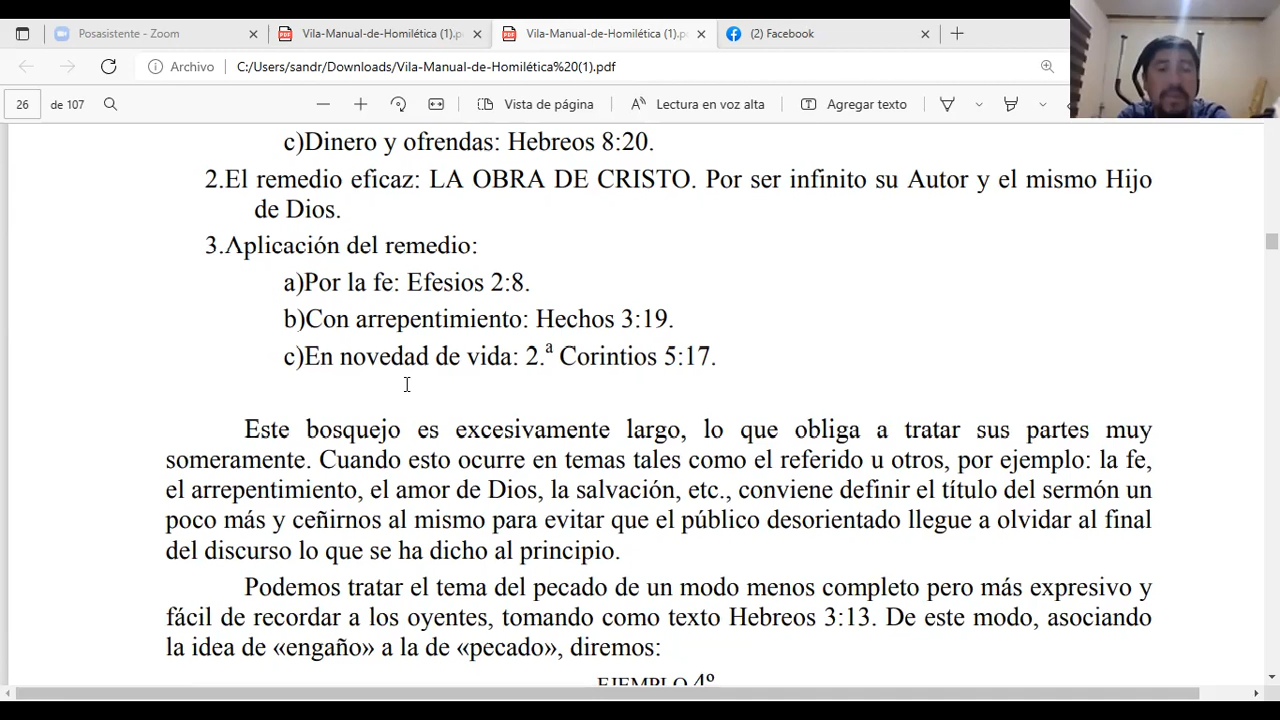 Posasistente - Zoom
Vila-Manual-de-Homilética (1).p
Vila-Manual-de-Homilética (1).p
(2) Facebook
Archivo
C:/Users/sandr/Downloads/Vila-Manual-de-Homilética%20(1).pdf
26 de 107
Vista de página
Lectura en voz alta
Agregar texto
c)Dinero y ofrendas: Hebreos 8:20.
2.El remedio eficaz: LA OBRA DE CRISTO. Por ser infinito su Autor y el mismo Hijo
de Dios.
3.Aplicación del remedio:
a)Por la fe: Efesios 2:8.
b)Con arrepentimiento: Hechos 3:19.
c)En novedad de vida: 2.ª Corintios 5:17.
Este bosquejo es excesivamente largo, lo que obliga a tratar sus partes muy
someramente. Cuando esto ocurre en temas tales como el referido u otros, por ejemplo: la fe,
el arrepentimiento, el amor de Dios, la salvación, etc., conviene definir el título del sermón un
poco más y ceñirnos al mismo para evitar que el público desorientado llegue a olvidar al final
del discurso lo que se ha dicho al principio.
Podemos tratar el tema del pecado de un modo menos completo pero más expresivo y
fácil de recordar a los oyentes, tomando como texto Hebreos 3:13. De este modo, asociando
la idea de «engaño» a la de «pecado», diremos:
EJEMPLO 4º